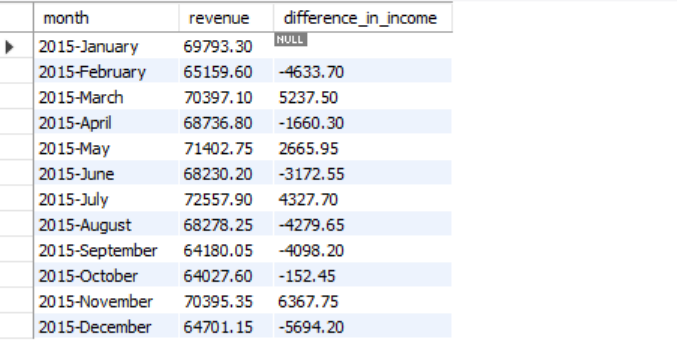 month revenue difference_in_income
2015-January 69793.30 NULL
2015-February 65159.60 -4633.70
2015-March 70397.10 5237.50
2015-April 68736.80 -1660.30
2015-May 71402.75 2665.95
2015-June 68230.20 -3172.55
2015-July 72557.90 4327.70
2015-August 68278.25 -4279.65
2015-September 64180.05 -4098.20
2015-October 64027.60 -152.45
2015-November 70395.35 6367.75
2015-December 64701.15 -5694.20